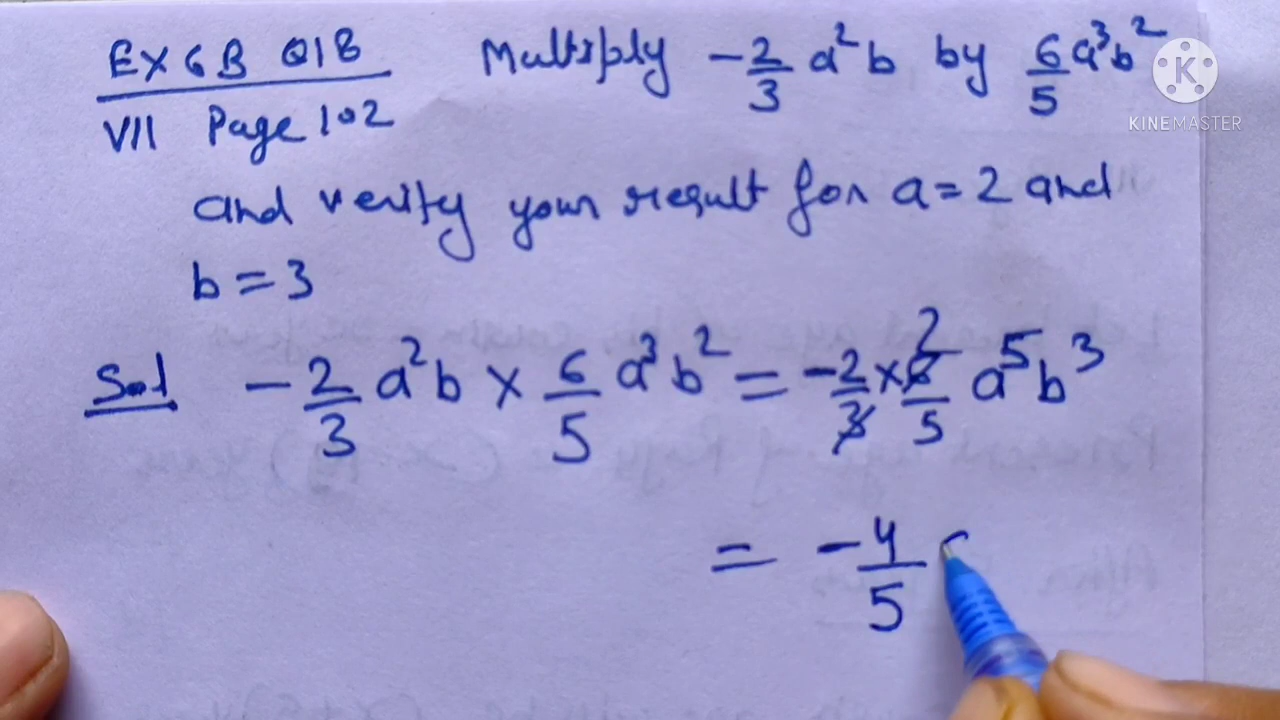 EX 6B Q18
VII Page 102
Multiply -2/3 a²b by 6/5 a³b²
and verify your result for a = 2 and
b = 3
Sol -2/3 a²b × 6/5 a³b² = -2/3 × 6/5 2 a⁵b³
= -4/5
K
KINEMASTER